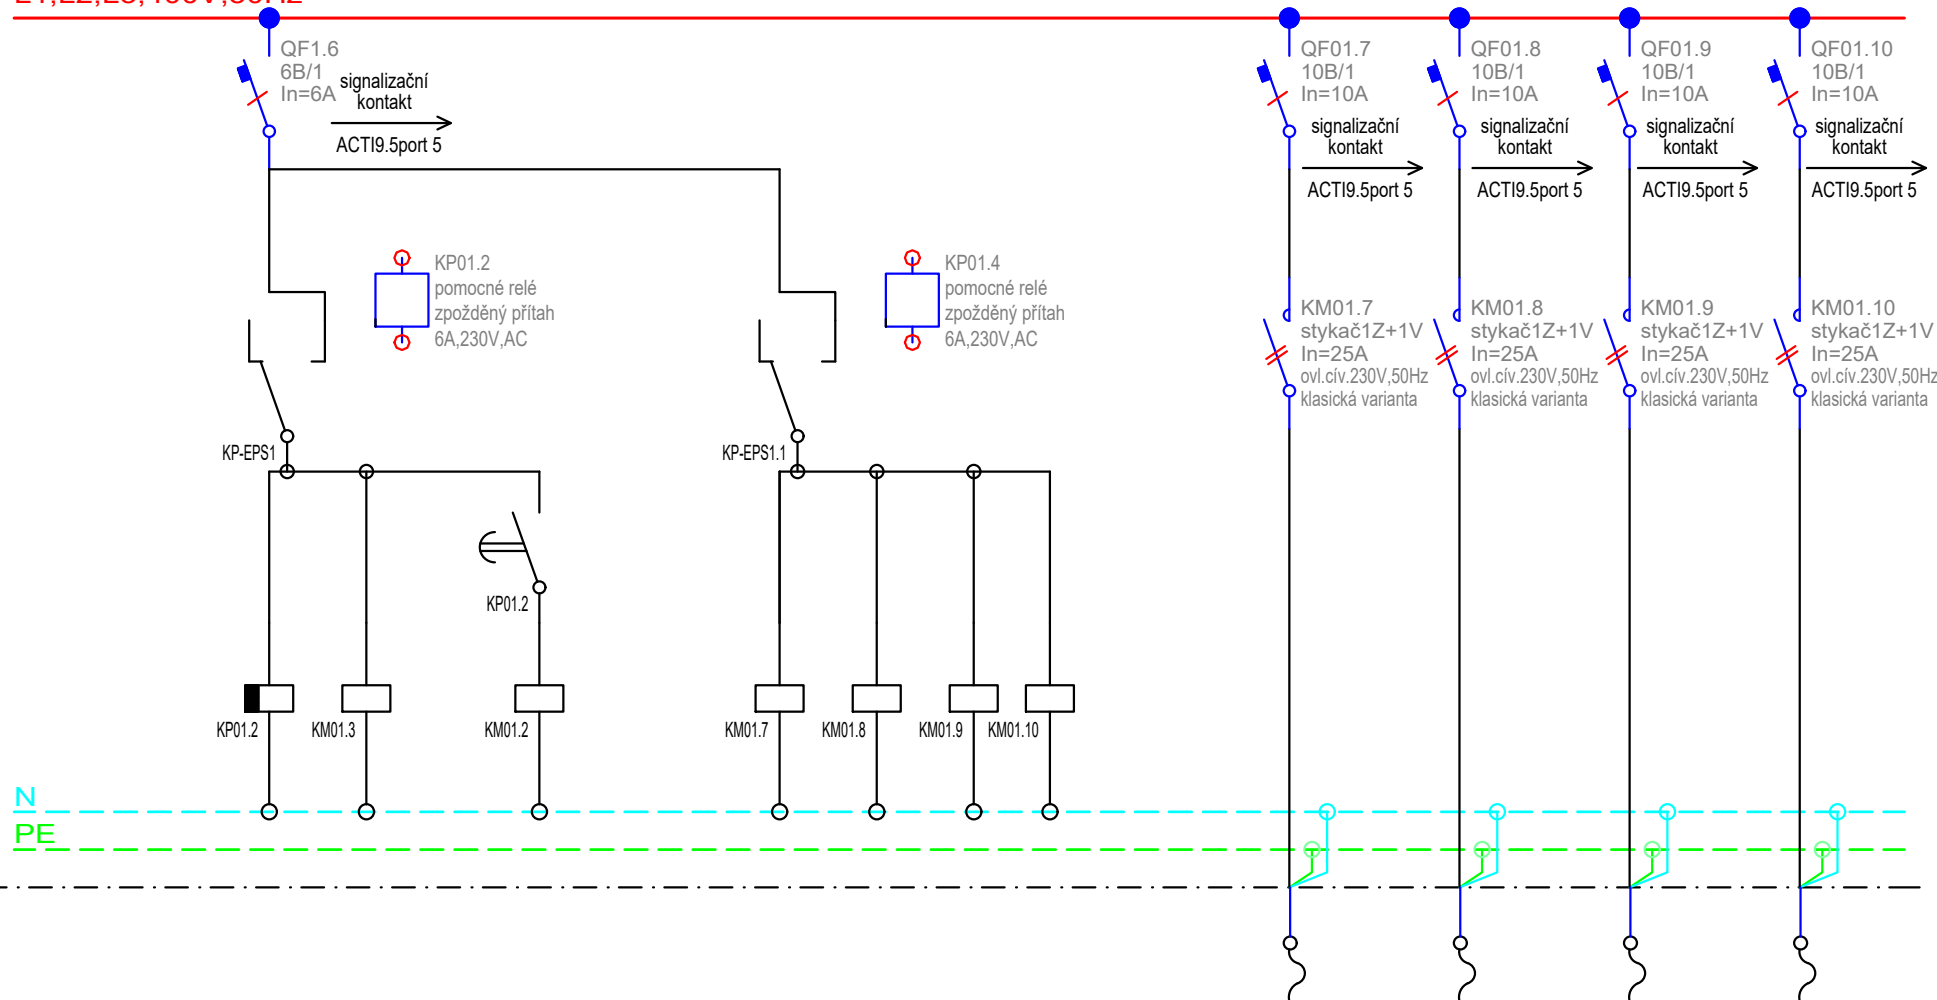 L1,L2,L3,400V,50Hz
QF1.6
6B/1
In=6A
signalizační
kontakt
ACTI9.5port 5
QF01.7
10B/1
In=10A
signalizační
kontakt
ACTI9.5port 5
QF01.8
10B/1
In=10A
signalizační
kontakt
ACTI9.5port 5
QF01.9
10B/1
In=10A
signalizační
kontakt
ACTI9.5port 5
QF01.10
10B/1
In=10A
signalizační
kontakt
ACTI9.5port 5
KP01.2
pomocné relé
zpožděný přítah
6A,230V,AC
KP01.4
pomocné relé
zpožděný přítah
6A,230V,AC
KM01.7
stykač1Z+1V
In=25A
ovl.cív.230V,50Hz
klasická varianta
KM01.8
stykač1Z+1V
In=25A
ovl.cív.230V,50Hz
klasická varianta
KM01.9
stykač1Z+1V
In=25A
ovl.cív.230V,50Hz
klasická varianta
KM01.10
stykač1Z+1V
In=25A
ovl.cív.230V,50Hz
klasická varianta
KP-EPS1
KP-EPS1.1
KP01.2
KP01.2
KM01.3
KM01.2
KM01.7
KM01.8
KM01.9
KM01.10
N
PE